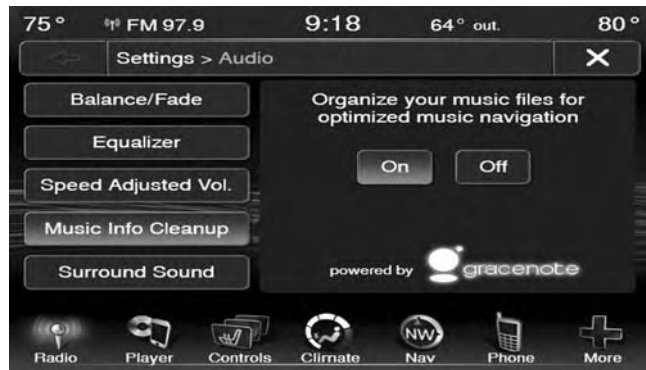 75° FM 97.9 9:18 64° out. 80°
Settings > Audio X
Balance/Fade
Equalizer
Speed Adjusted Vol.
Music Info Cleanup
Surround Sound
Organize your music files for
optimized music navigation
On Off
powered by gracenote
NW
Radio Player Controls Climate Nav Phone More